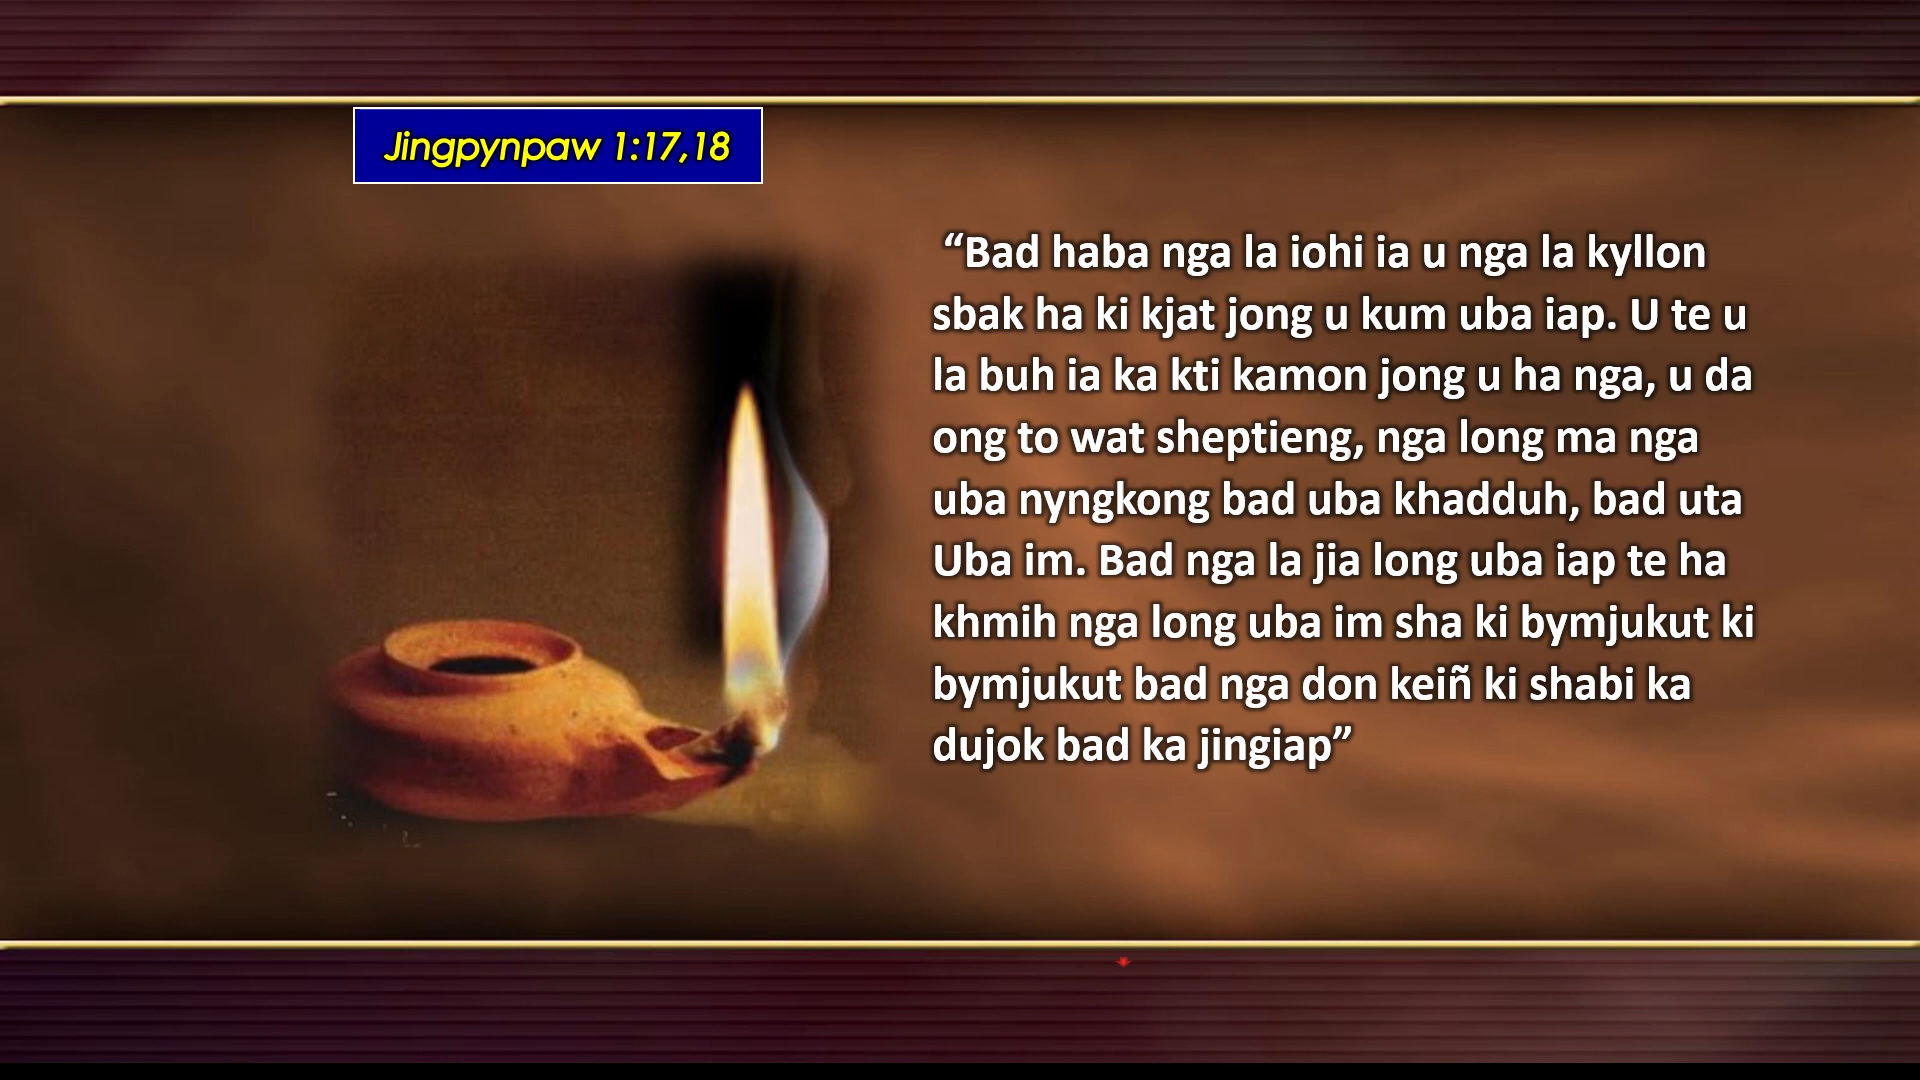 Jingpynpaw 1:17,18
“Bad haba nga la iohi ia u nga la kyllon
sbak ha ki kjat jong u kum uba iap. U te u
la buh ia ka kti kamon jong u ha nga, u da
ong to wat sheptieng, nga long ma nga
uba nyngkong bad uba khadduh, bad uta
Uba im. Bad nga la jia long uba iap te ha
khmih nga long uba im sha ki bymjukut ki
bymjukut bad nga don keiñ ki shabi ka
dujok bad ka jingiap”